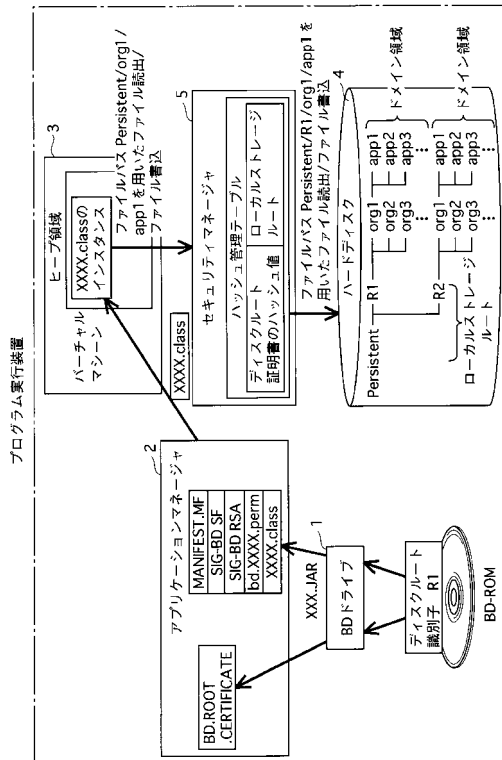 プログラム実行装置
3
ヒープ領域
XXXX.classの
インスタンス
バーチャル
マシーン
ファイルパス Persistent/org1/
app1を用いたファイル読出/
ファイル書込
XXXX.class
5
セキュリティマネージャ
ハッシュ管理テーブル
ディスクルート
証明書のハッシュ値
ローカルストレージ
ルート
ファイルパス Persistent/R1/org1/app1を
用いたファイル読出/ファイル書込
4
ハードディスク
Persistent
R1
org1
org2
org3
⋮
app1
app2
app3
⋮
ドメイン領域
R2
org1
org2
org3
⋮
app1
app2
app3
⋮
ドメイン領域
ローカルストレージ
ルート
2
アプリケーションマネージャ
BD.ROOT
.CERTIFICATE
MANIFEST.MF
SIG-BD SF
SIG-BD RSA
bd.XXXX.perm
XXXX.class
XXX.JAR
1
BDドライブ
ディスクルート
識別子 R1
BD-ROM